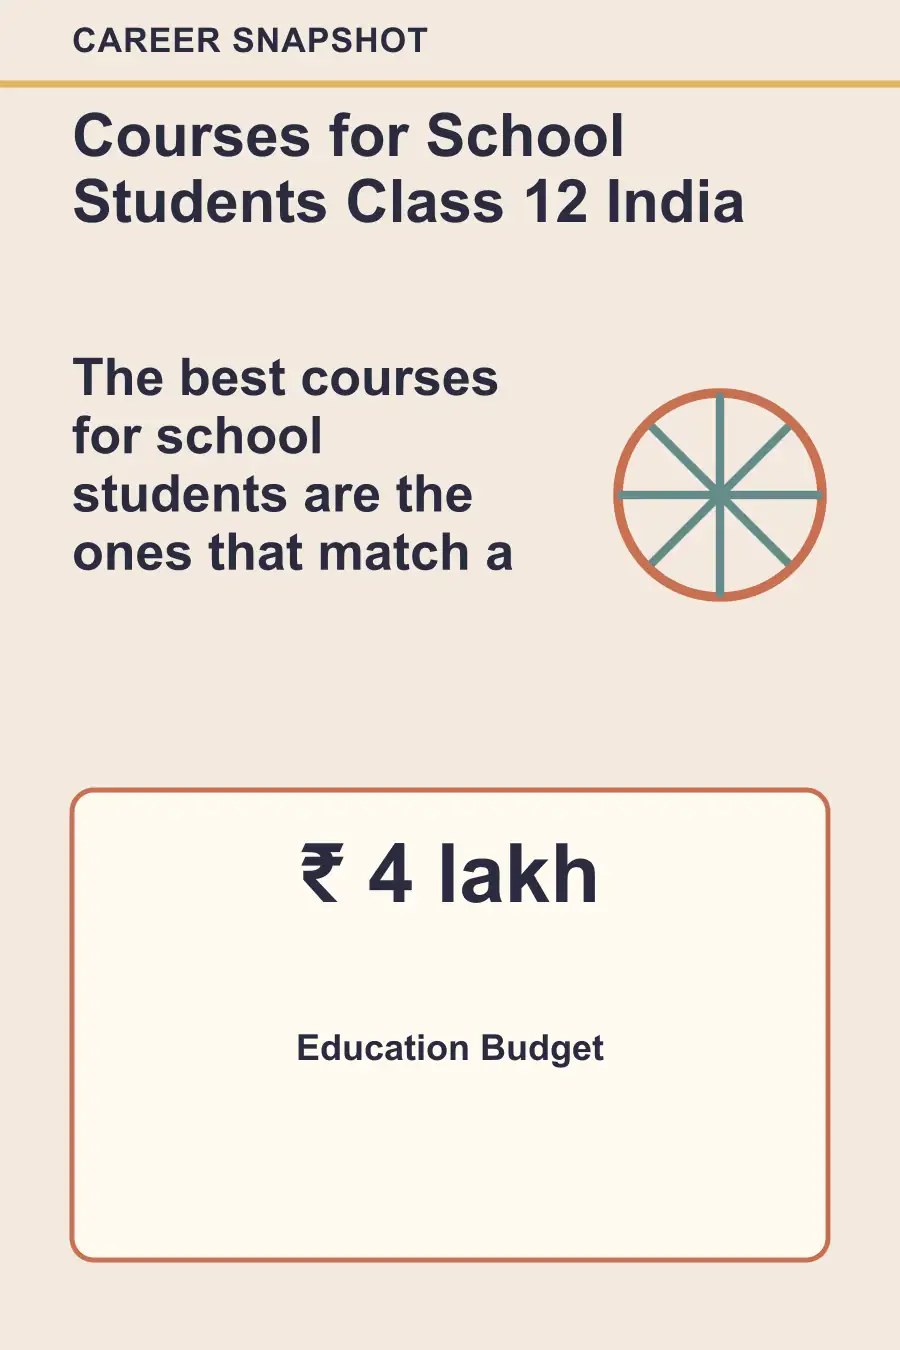 CAREER SNAPSHOT
Courses for School
Students Class 12 India
The best courses
for school
students are the
ones that match a
₹ 4 lakh
Education Budget